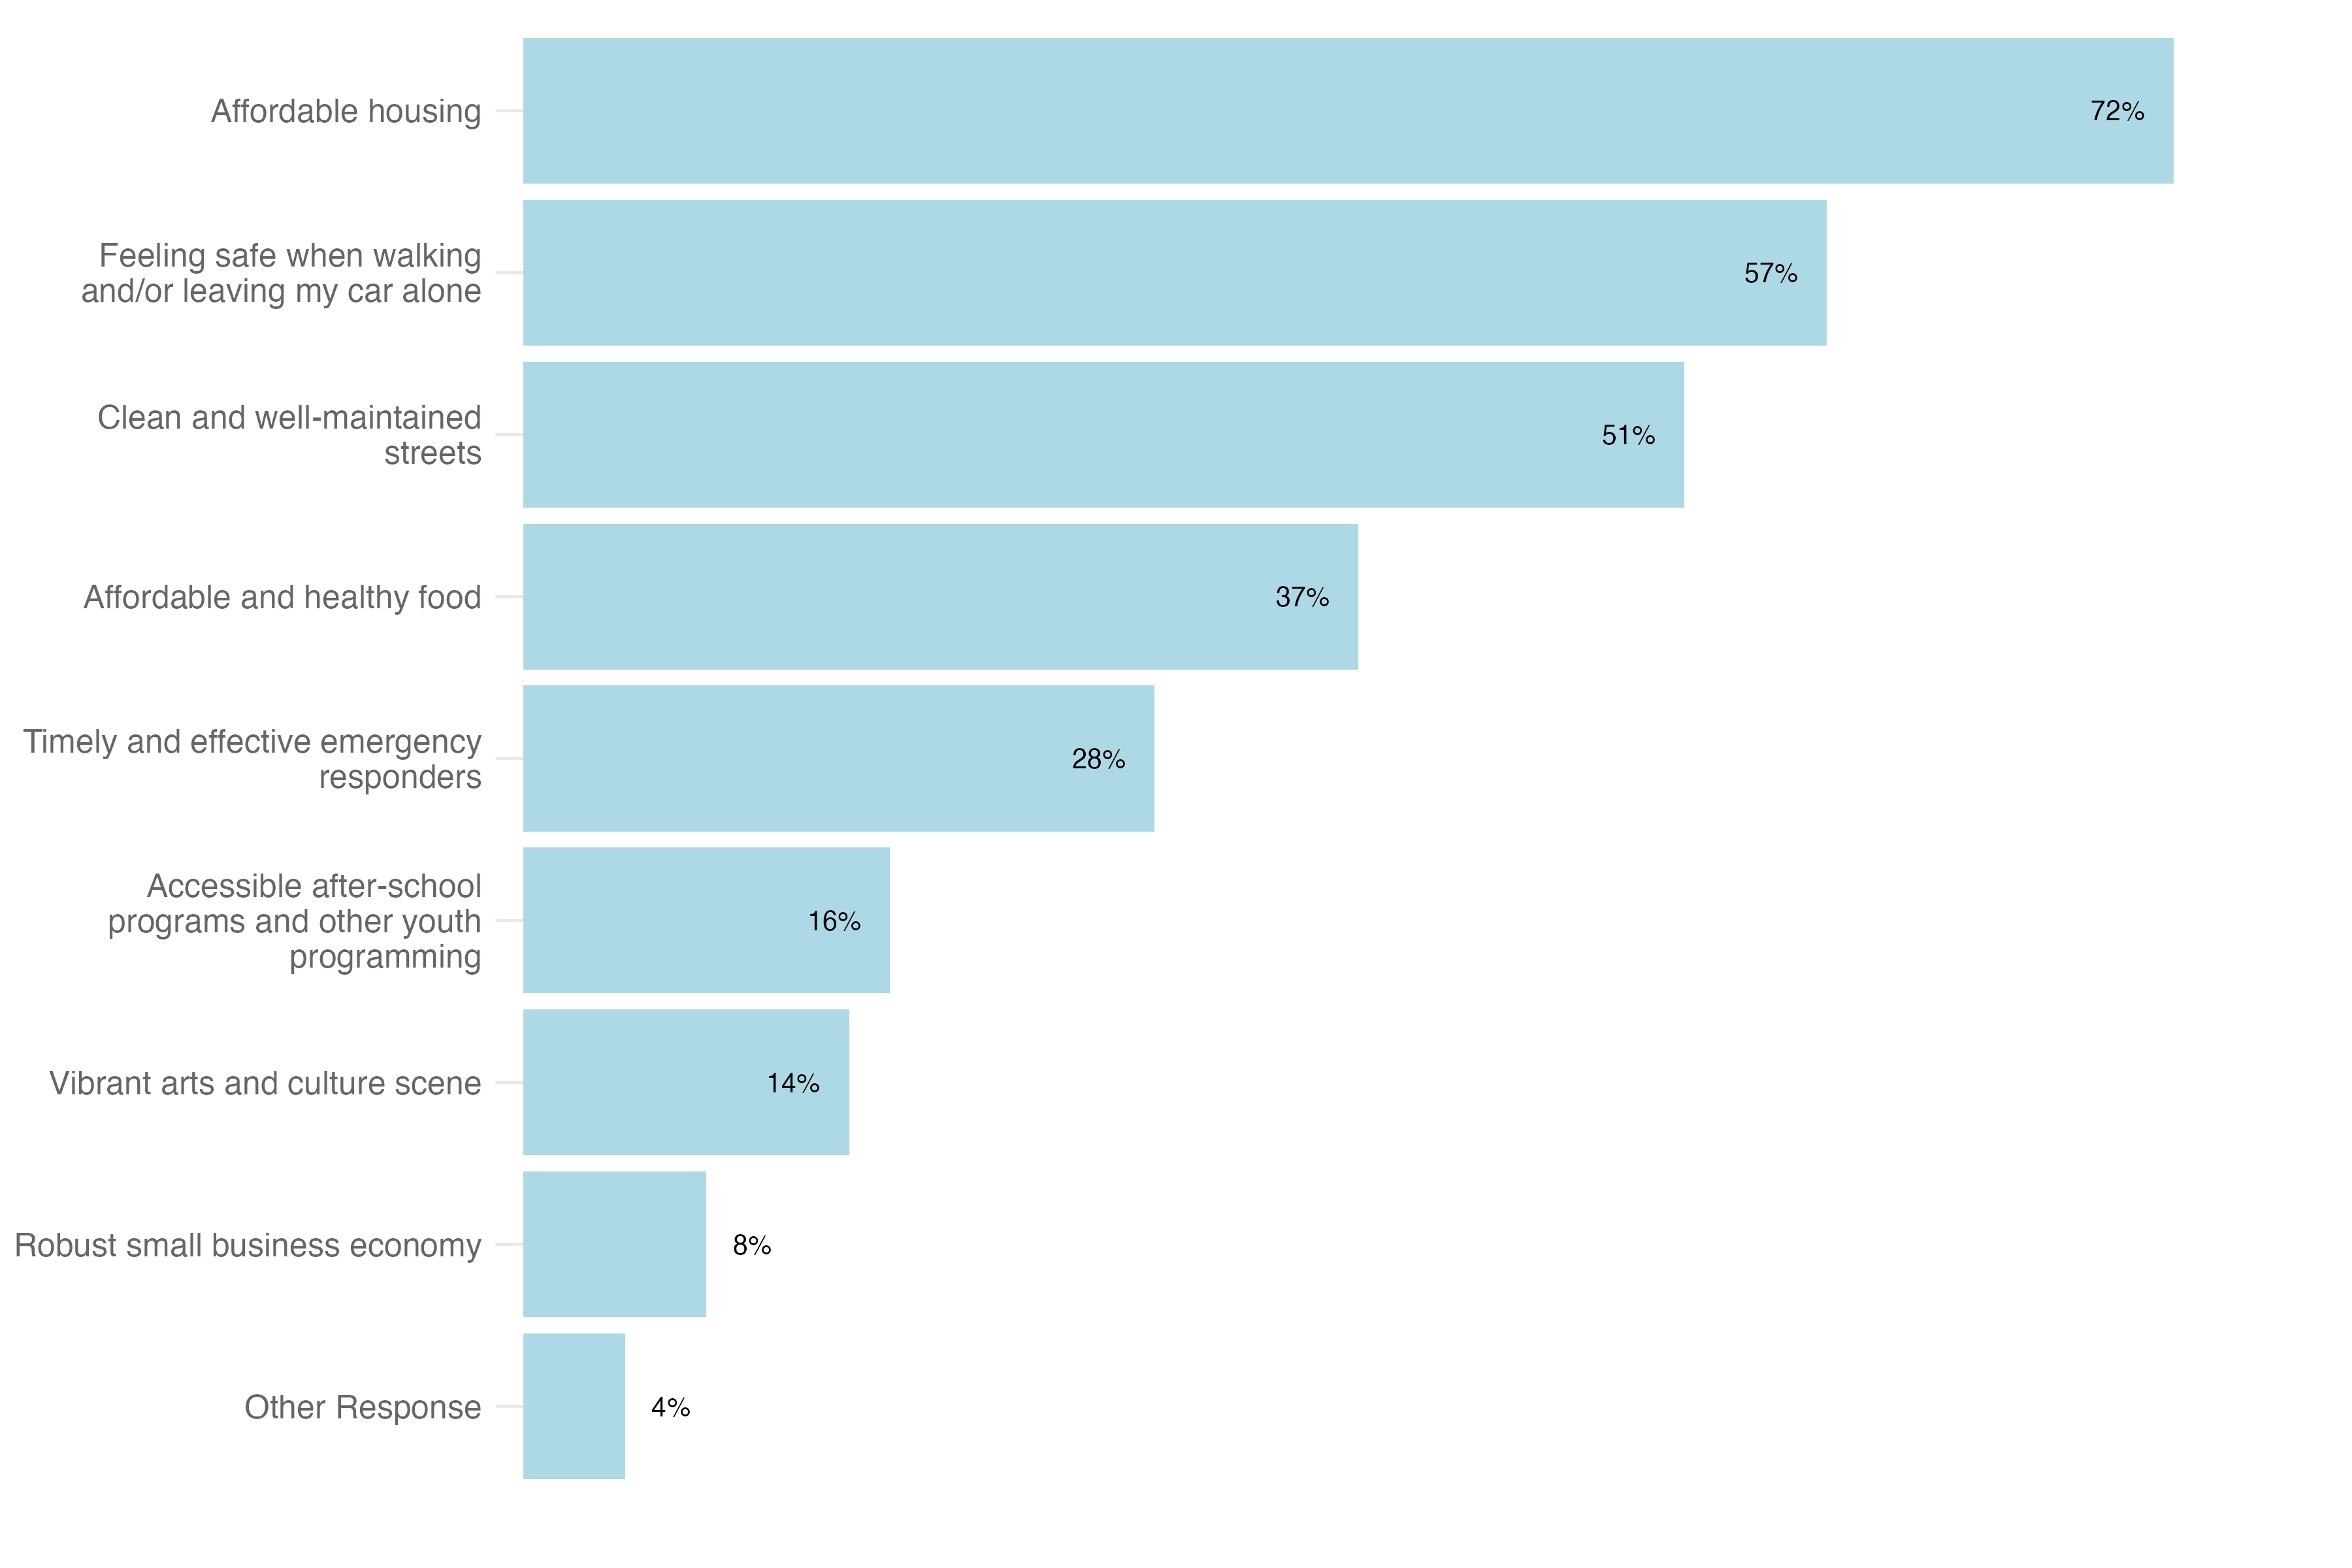 Affordable housing
72%
Feeling safe when walking
and/or leaving my car alone
57%
Clean and well-maintained
streets
51%
Affordable and healthy food
37%
Timely and effective emergency
responders
28%
Accessible after-school
programs and other youth
programming
16%
Vibrant arts and culture scene
14%
Robust small business economy
8%
Other Response
4%